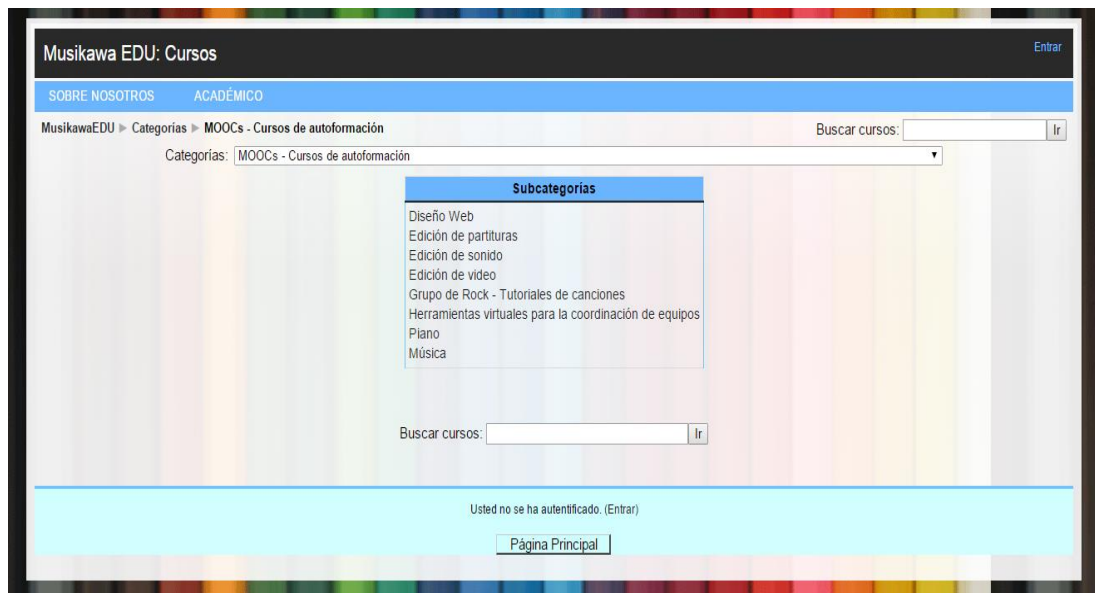 Musikawa EDU: Cursos
Entrar
SOBRE NOSOTROS ACADÉMICO
MusikawaEDU ▶ Categorías ▶ MOOCs - Cursos de autoformación
Buscar cursos: Ir
Categorías: MOOCs - Cursos de autoformación
Subcategorías
Diseño Web
Edición de partituras
Edición de sonido
Edición de video
Grupo de Rock - Tutoriales de canciones
Herramientas virtuales para la coordinación de equipos
Piano
Música
Buscar cursos: Ir
Usted no se ha autentificado. (Entrar)
Página Principal